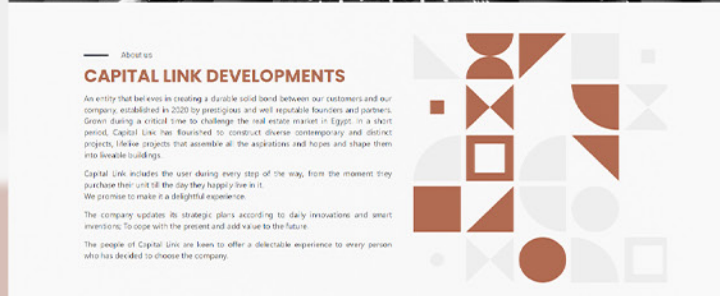 About us
CAPITAL LINK DEVELOPMENTS
An entity that believes in creating a durable solid bond between our customers and our
company, established in 2020 by prestigious and well reputable founders and partners.
Grown during a critical time to challenge the real estate market in Egypt. In a short
period, Capital Link has flourished to construct diverse contemporary and distinct
projects, lifelike projects that assemble all the aspirations and hopes and shape them
into liveable buildings.
Capital Link includes the user during every step of the way, from the moment they
purchase their unit till the day they happily live in it.
We promise to make it a delightful experience.
The company updates its strategic plans according to daily innovations and smart
inventions; To cope with the present and add value to the future.
The people of Capital Link are keen to offer a delectable experience to every person
who has decided to choose the company.